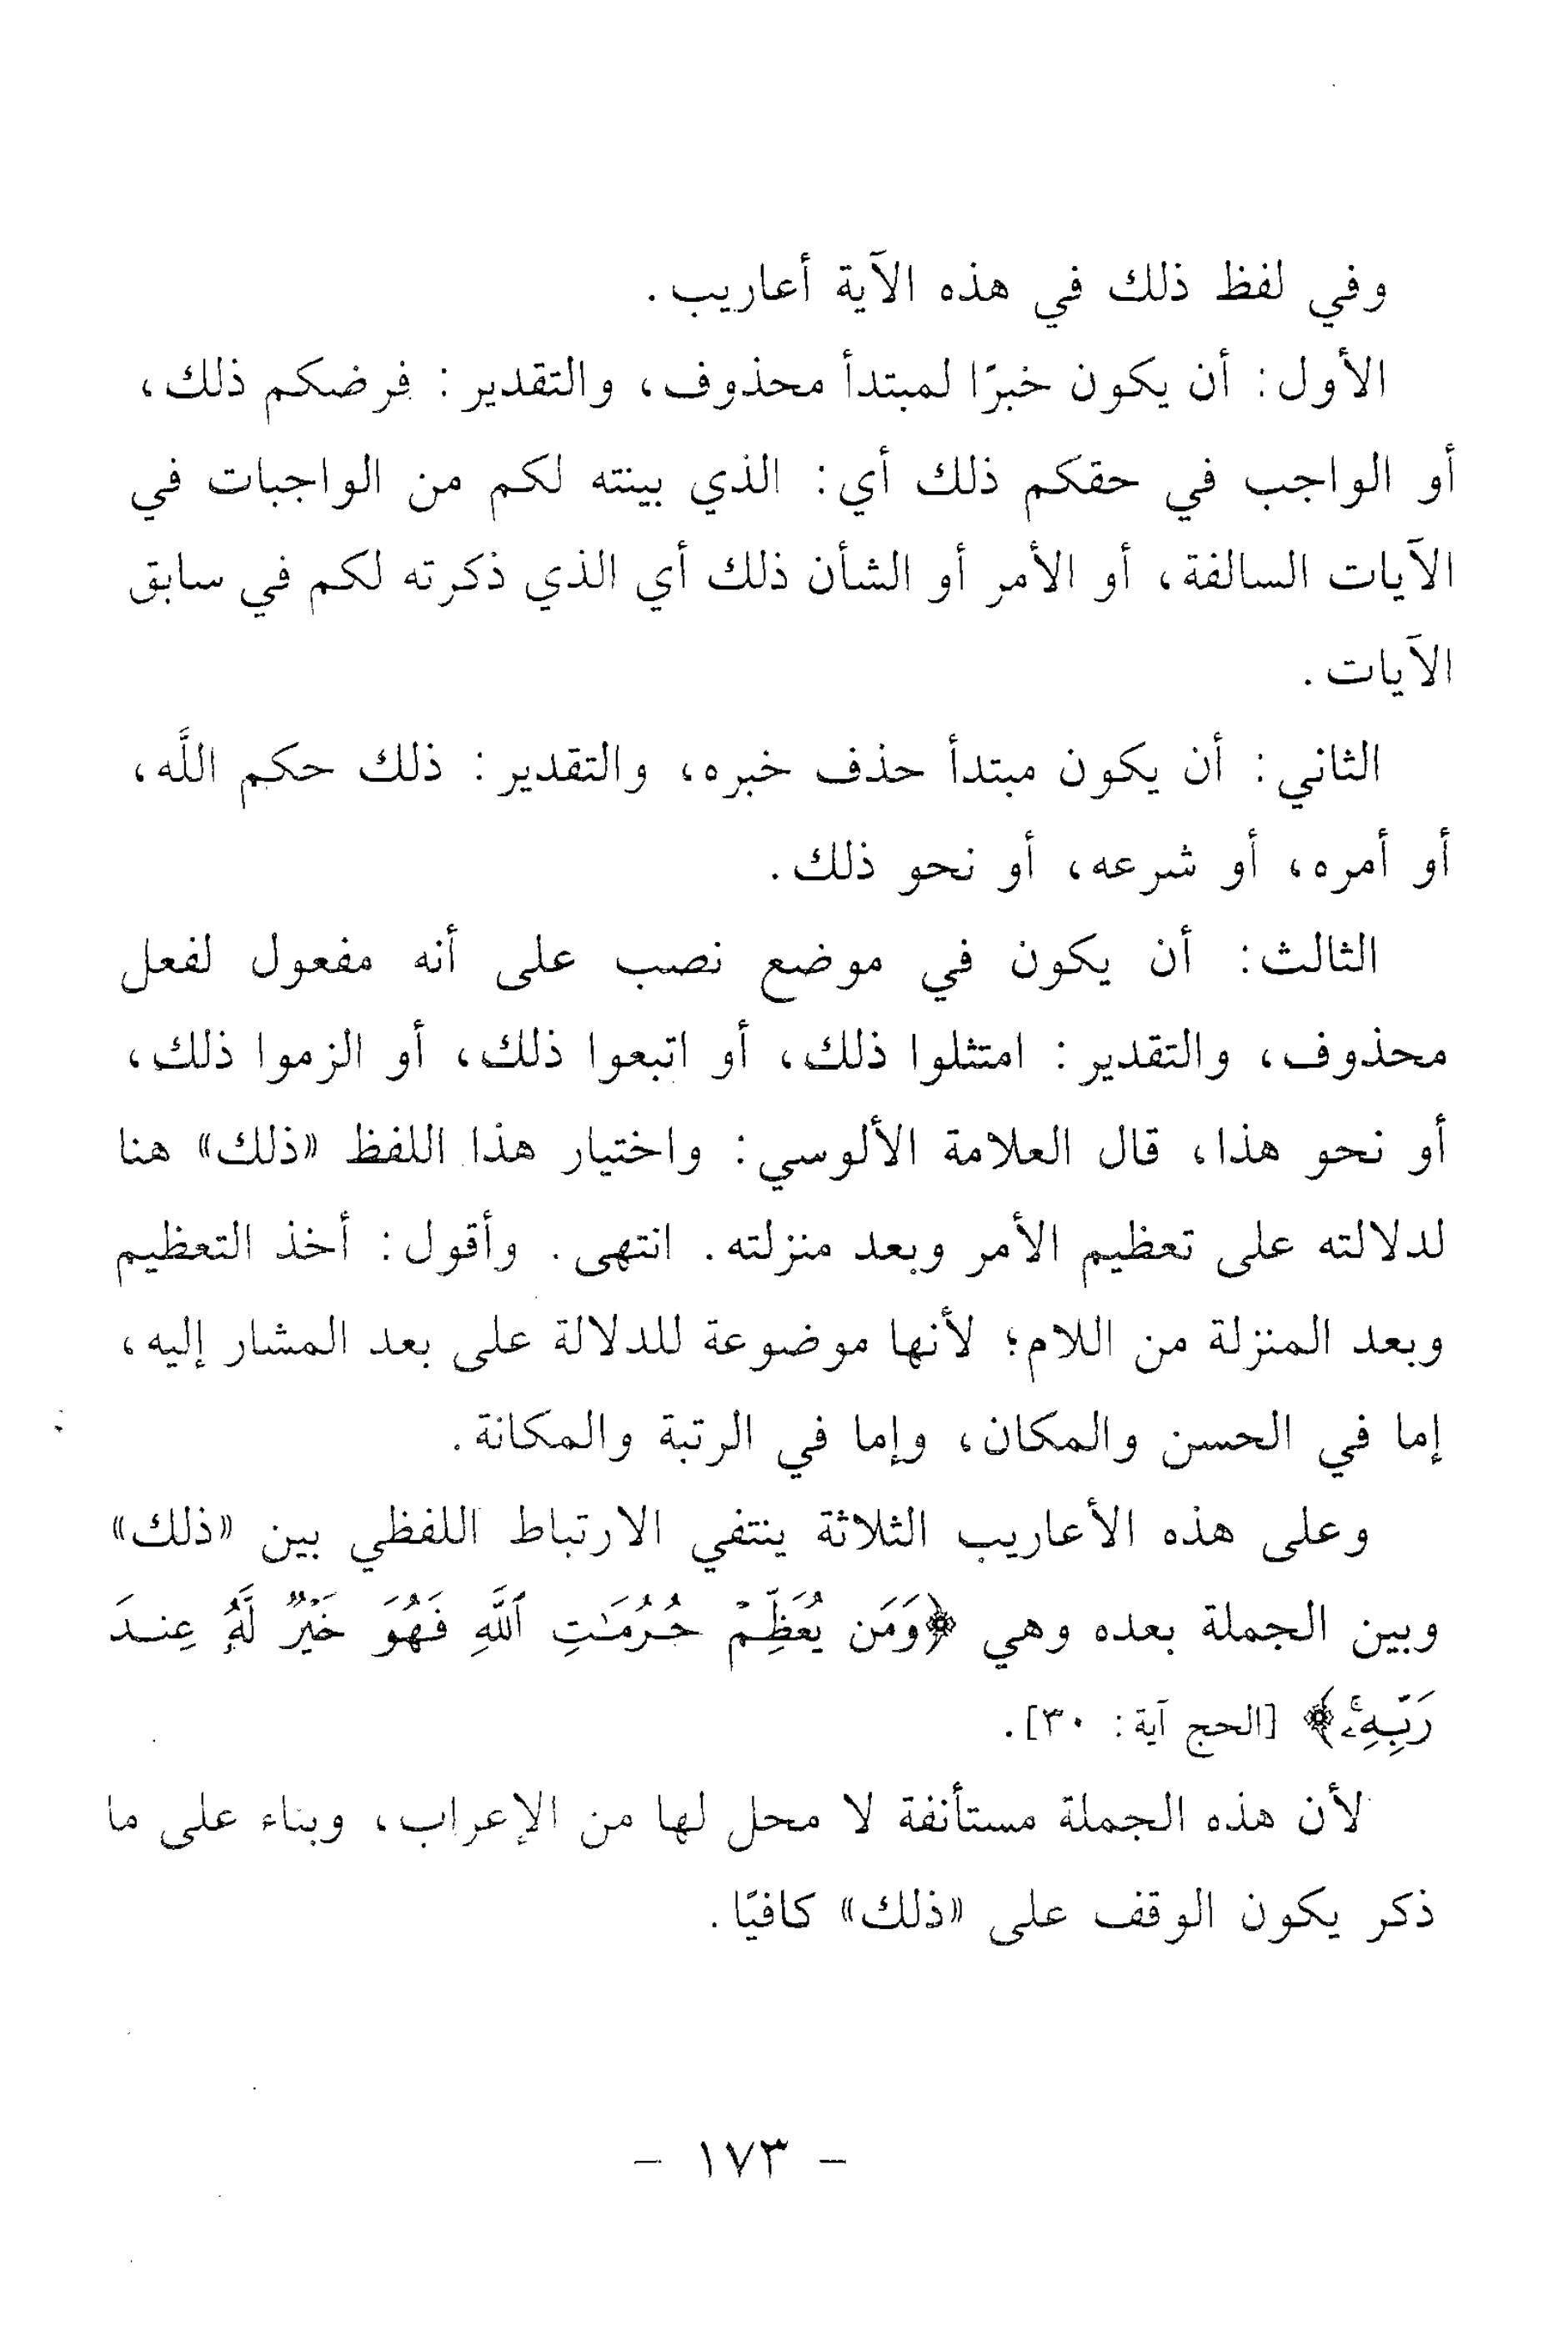 وفي لفظ ذلك في هذه الآية أعاريب.
الأول: أن يكون خبرًا لمبتدأ محذوف، والتقدير: فرضكم ذلك،
أو الواجب في حقكم ذلك أي: الذي بينته لكم من الواجبات في
الآيات السالفة، أو الأمر أو الشأن ذلك أي الذي ذكرته لكم في سابق
الآيات.
الثاني: أن يكون مبتدأ حذف خبره، والتقدير: ذلك حكم اللَّه،
أو أمره، أو شرعه، أو نحو ذلك.
الثالث: أن يكون في موضع نصب على أنه مفعول لفعل
محذوف، والتقدير: امتثلوا ذلك، أو اتبعوا ذلك، أو الزموا ذلك،
أو نحو هذا، قال العلامة الألوسي: واختيار هذا اللفظ «ذلك» هنا
لدلالته على تعظيم الأمر وبعد منزلته. انتهى. وأقول: أخذ التعظيم
وبعد المنزلة من اللام؛ لأنها موضوعة للدلالة على بعد المشار إليه،
إما في الحسن والمكان، وإما في الرتبة والمكانة.
وعلى هذه الأعاريب الثلاثة ينتفي الارتباط اللفظي بين «ذلك»
وبين الجملة بعده وهي ﴿وَمَن يُعَظِّمْ حُرُمَٰتِ ٱللَّهِ فَهُوَ خَيْرٌ لَّهُۥ عِندَ
رَبِّهِۦ﴾ [الحج آية: ٣٠].
لأن هذه الجملة مستأنفة لا محل لها من الإعراب، وبناء على ما
ذكر يكون الوقف على «ذلك» كافيًا.
- ١٧٣ -